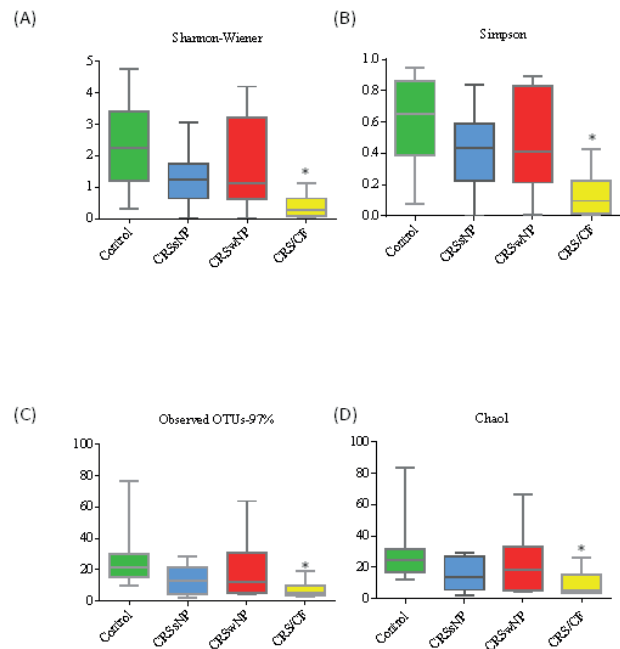 (A)
Shannon-Wiener
5
4
3
2
1
0
*
Control
CRSsNP
CRSwNP
CRS/CF
(B)
Simpson
1.0
0.8
0.6
0.4
0.2
0.0
*
Control
CRSsNP
CRSwNP
CRS/CF
(C)
Observed OTUs-97%
100
80
60
40
20
0
*
Control
CRSsNP
CRSwNP
CRS/CF
(D)
Chaol
100
80
60
40
20
0
*
Control
CRSsNP
CRSwNP
CRS/CF